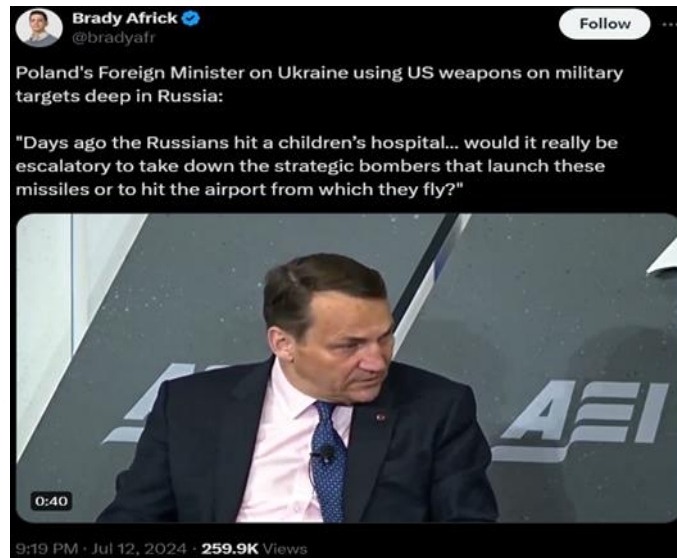 Brady Africk
@bradyafr
Follow
Poland's Foreign Minister on Ukraine using US weapons on military
targets deep in Russia:
"Days ago the Russians hit a children's hospital... would it really be
escalatory to take down the strategic bombers that launch these
missiles or to hit the airport from which they fly?"
AEI
0:40
9:19 PM · Jul 12, 2024 · 259.9K Views